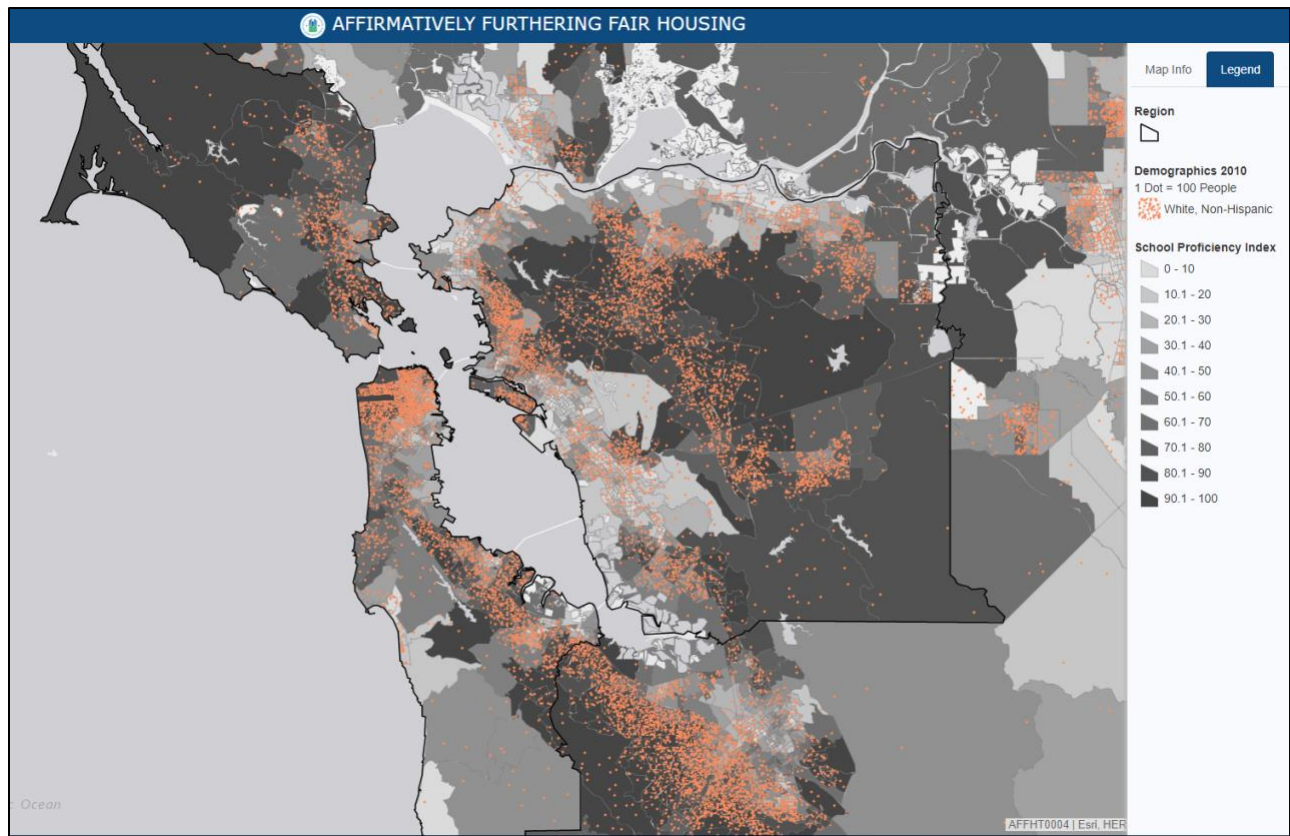 AFFIRMATIVELY FURTHERING FAIR HOUSING
Map Info
Legend
Region
Demographics 2010
1 Dot = 100 People
White, Non-Hispanic
School Proficiency Index
0 - 10
10.1 - 20
20.1 - 30
30.1 - 40
40.1 - 50
50.1 - 60
60.1 - 70
70.1 - 80
80.1 - 90
90.1 - 100
Ocean
AFFHT0004 | Esri, HER